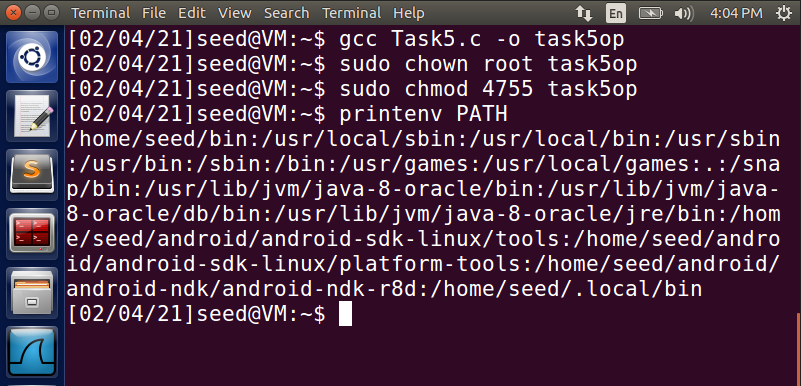 Terminal File Edit View Search Terminal Help En 4:04 PM
[02/04/21]seed@VM:~$ gcc Task5.c -o task5op
[02/04/21]seed@VM:~$ sudo chown root task5op
[02/04/21]seed@VM:~$ sudo chmod 4755 task5op
[02/04/21]seed@VM:~$ printenv PATH
/home/seed/bin:/usr/local/sbin:/usr/local/bin:/usr/sbin
:/usr/bin:/sbin:/bin:/usr/games:/usr/local/games:.:/sna
p/bin:/usr/lib/jvm/java-8-oracle/bin:/usr/lib/jvm/java-
8-oracle/db/bin:/usr/lib/jvm/java-8-oracle/jre/bin:/hom
e/seed/android/android-sdk-linux/tools:/home/seed/andro
id/android-sdk-linux/platform-tools:/home/seed/android/
android-ndk/android-ndk-r8d:/home/seed/.local/bin
[02/04/21]seed@VM:~$